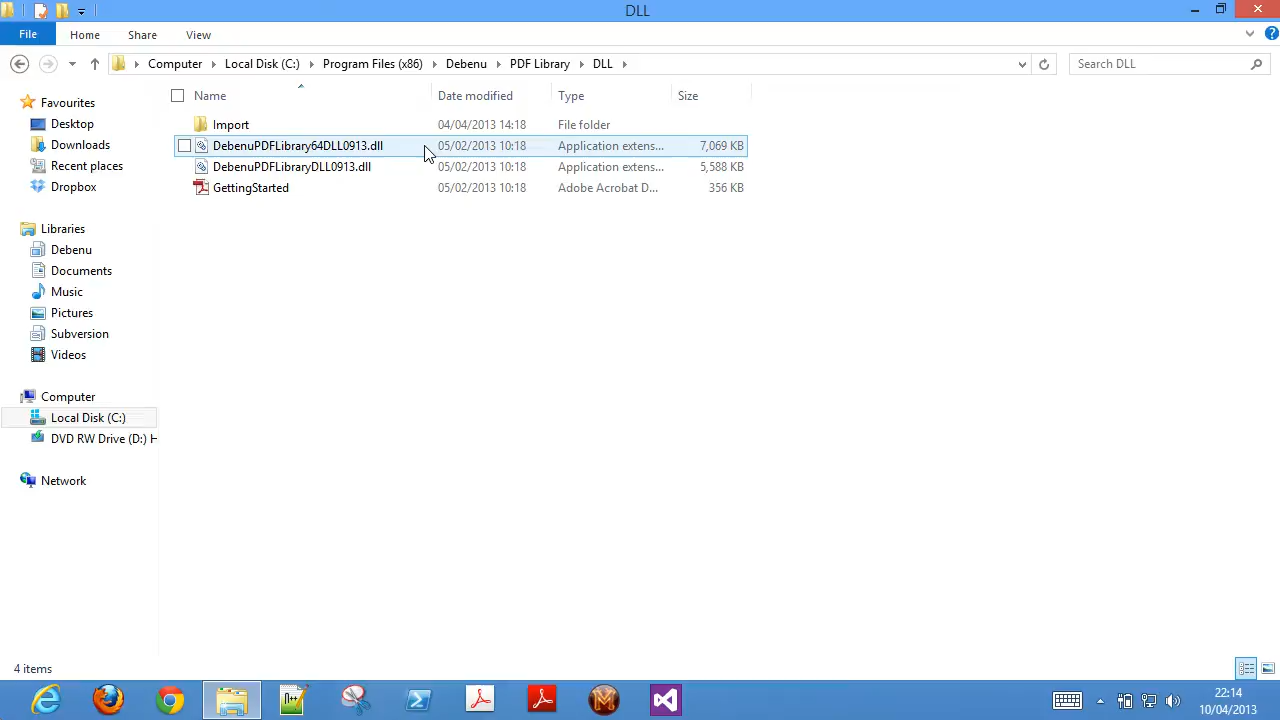 DLL
File Home Share View
Computer Local Disk (C:) Program Files (x86) Debenu PDF Library DLL Search DLL
Name Date modified Type Size
Import 04/04/2013 14:18 File folder
DebenuPDFLibrary64DLL0913.dll 05/02/2013 10:18 Application extens... 7,069 KB
DebenuPDFLibraryDLL0913.dll 05/02/2013 10:18 Application extens... 5,588 KB
GettingStarted 05/02/2013 10:18 Adobe Acrobat D... 356 KB
Favourites
Desktop
Downloads
Recent places
Dropbox
Libraries
Debenu
Documents
Music
Pictures
Subversion
Videos
Computer
Local Disk (C:)
DVD RW Drive (D:) H
Network
4 items
22:14
10/04/2013